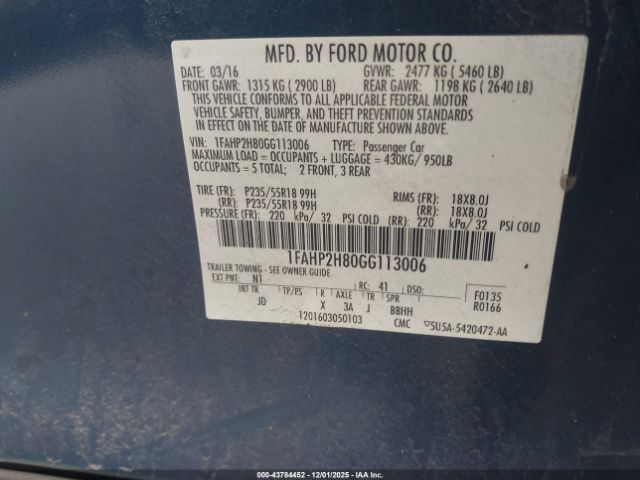 MFD. BY FORD MOTOR CO.
DATE: 03/16 GVWR: 2477 KG ( 5460 LB)
FRONT GAWR: 1315 KG ( 2900 LB) REAR GAWR: 1198 KG ( 2640 LB)
THIS VEHICLE CONFORMS TO ALL APPLICABLE FEDERAL MOTOR
VEHICLE SAFETY, BUMPER, AND THEFT PREVENTION STANDARDS
IN EFFECT ON THE DATE OF MANUFACTURE SHOWN ABOVE.
VIN: 1FAHP2H80GG113006 TYPE: Passenger Car
MAXIMUM LOAD = OCCUPANTS + LUGGAGE = 430KG/ 950LB
OCCUPANTS = 5 TOTAL; 2 FRONT, 3 REAR
TIRE (FR): P235/55R18 99H RIMS (FR): 18X8.0J
(RR): P235/55R18 99H (RR): 18X8.0J
PRESSURE (FR): 220 kPa/ 32 PSI COLD (RR): 220 kPa/ 32 PSI COLD
1FAHP2H80GG113006
TRAILER TOWING - SEE OWNER GUIDE.
EXT PNT: N1 RC: 41 DSO: F0135
INT TR TP/PS R AXLE TR SPR R0166
JD X 3A J BBHH
1201603050103 CMC 5U5A-5420472-AA
© IAAI - 000-43784452 - 12/01/2025 - IAAI.COM